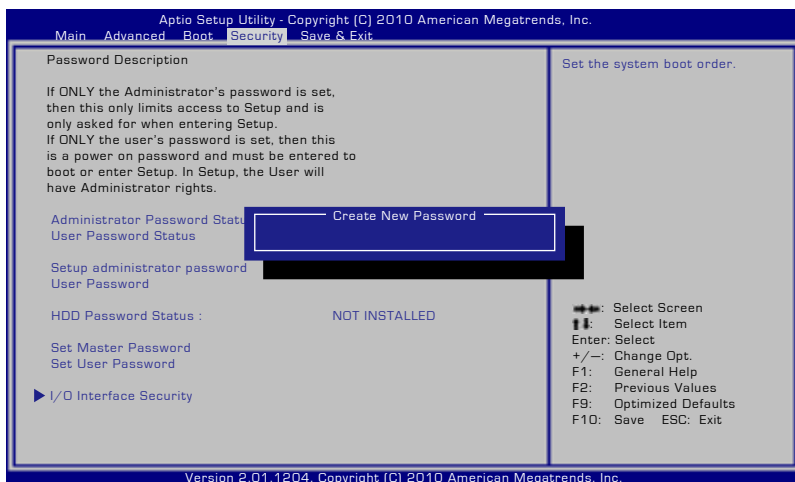 Aptio Setup Utility - Copyright (C) 2010 American Megatrends, Inc.
Main Advanced Boot Security Save & Exit
Password Description
If ONLY the Administrator's password is set,
then this only limits access to Setup and is
only asked for when entering Setup.
If ONLY the user's password is set, then this
is a power on password and must be entered to
boot or enter Setup. In Setup, the User will
have Administrator rights.
Administrator Password Statu
User Password Status
Create New Password
Setup administrator password
User Password
HDD Password Status : NOT INSTALLED
Set Master Password
Set User Password
I/O Interface Security
Set the system boot order.
: Select Screen
: Select Item
Enter: Select
+/—: Change Opt.
F1: General Help
F2: Previous Values
F9: Optimized Defaults
F10: Save ESC: Exit
Version 2.01.1204. Copyright (C) 2010 American Megatrends, Inc.